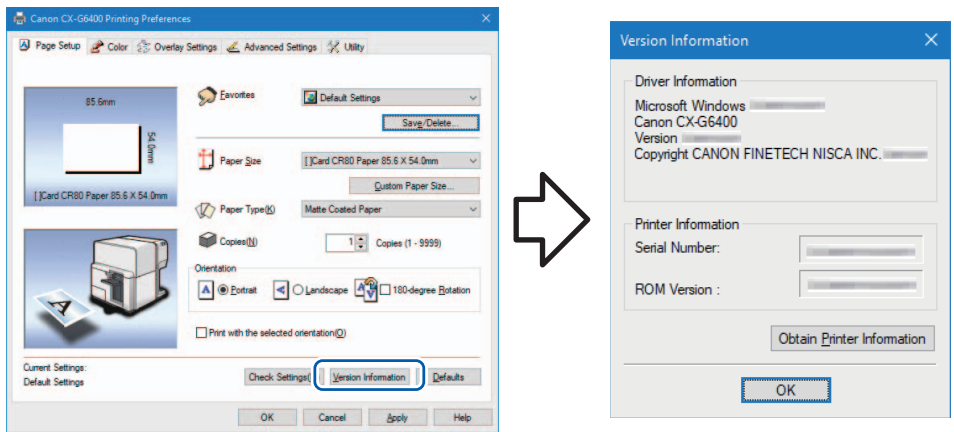 Canon CX-G6400 Printing Preferences
Page Setup Color Overlay Settings Advanced Settings Utility
85.6mm
54.0mm
[ ]Card CR80 Paper 85.6 X 54.0mm
Favorites Default Settings
Save/Delete...
Paper Size [ ]Card CR80 Paper 85.6 X 54.0mm
Custom Paper Size...
Paper Type(K) Matte Coated Paper
Copies(N) 1 Copies (1 - 9999)
Orientation
A Portrait A Landscape A A 180-degree Rotation
A
Print with the selected orientation(O)
Current Settings:
Default Settings
Check Settings( Version Information Defaults
OK Cancel Apply Help
Version Information
Driver Information
Microsoft Windows
Canon CX-G6400
Version
Copyright CANON FINETECH NISCA INC.
Printer Information
Serial Number:
ROM Version :
Obtain Printer Information
OK